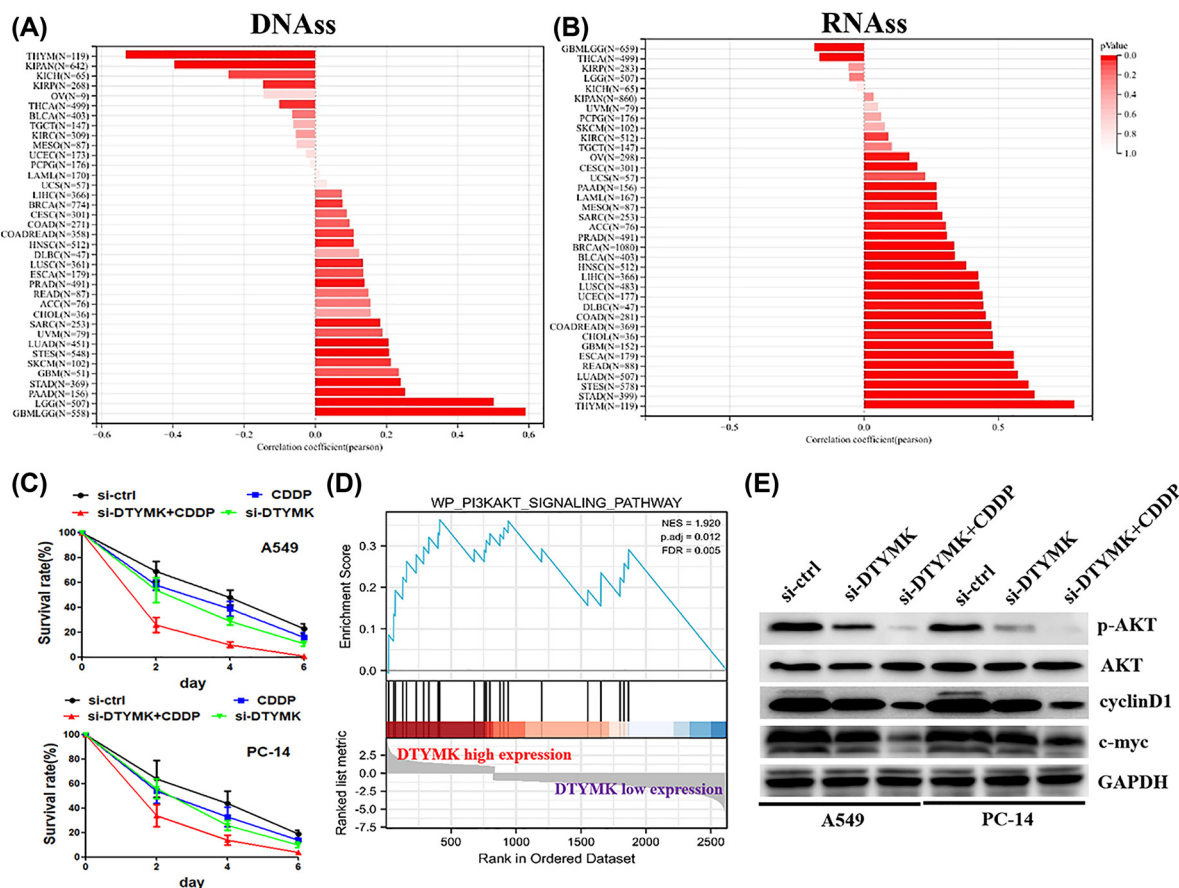 (A)
DNAss
THYM(N=119)
KIPAN(N=642)
KICH(N=65)
KIRP(N=268)
OV(N=9)
THCA(N=499)
BLCA(N=403)
TGCT(N=147)
KIRC(N=309)
MESO(N=87)
UCEC(N=173)
PCPG(N=176)
LAML(N=170)
UCS(N=57)
LIHC(N=366)
BRCA(N=774)
CESC(N=301)
COAD(N=271)
COADREAD(N=358)
HNSC(N=512)
DLBC(N=47)
LUSC(N=361)
ESCA(N=179)
PRAD(N=491)
READ(N=87)
ACC(N=76)
CHOL(N=36)
SARC(N=253)
UVM(N=79)
LUAD(N=451)
STES(N=548)
SKCM(N=102)
GBM(N=51)
STAD(N=369)
PAAD(N=156)
LGG(N=507)
GBMLGG(N=558)
-0.6 -0.4 -0.2 0.0 0.2 0.4 0.6
Correlation coefficient(pearson)
(B)
RNAss
GBMLGG(N=659)
THCA(N=499)
KIRP(N=283)
LGG(N=507)
KICH(N=65)
KIPAN(N=860)
UVM(N=79)
PCPG(N=176)
SKCM(N=102)
KIRC(N=512)
TGCT(N=147)
OV(N=298)
CESC(N=301)
UCS(N=57)
PAAD(N=156)
LAML(N=167)
MESO(N=87)
SARC(N=253)
ACC(N=76)
PRAD(N=491)
BRCA(N=1080)
BLCA(N=403)
HNSC(N=512)
LIHC(N=366)
LUSC(N=483)
UCEC(N=177)
DLBC(N=47)
COAD(N=281)
COADREAD(N=369)
CHOL(N=36)
GBM(N=152)
ESCA(N=179)
READ(N=88)
LUAD(N=507)
STES(N=578)
STAD(N=399)
THYM(N=119)
-0.5 0.0 0.5
Correlation coefficient(pearson)
pValue
0.0
0.2
0.4
0.6
0.8
1.0
(C)
si-ctrl CDDP
si-DTYMK+CDDP si-DTYMK
A549
Survival rate(%)
100
80
60
40
20
0
0 2 4 6
day
si-ctrl CDDP
si-DTYMK+CDDP si-DTYMK
PC-14
Survival rate(%)
100
80
60
40
20
0
0 2 4 6
day
(D)
WP_PI3KAKT_SIGNALING_PATHWAY
NES = 1.920
p.adj = 0.012
FDR = 0.005
Enrichment Score
0.3
0.2
0.1
0.0
DTYMK high expression
DTYMK low expression
Ranked list metric
2.5
0.0
-2.5
-5.0
-7.5
500 1000 1500 2000 2500
Rank in Ordered Dataset
(E)
si-ctrl si-DTYMK si-DTYMK+CDDP si-ctrl si-DTYMK si-DTYMK+CDDP
p-AKT
AKT
cyclinD1
c-myc
GAPDH
A549 PC-14